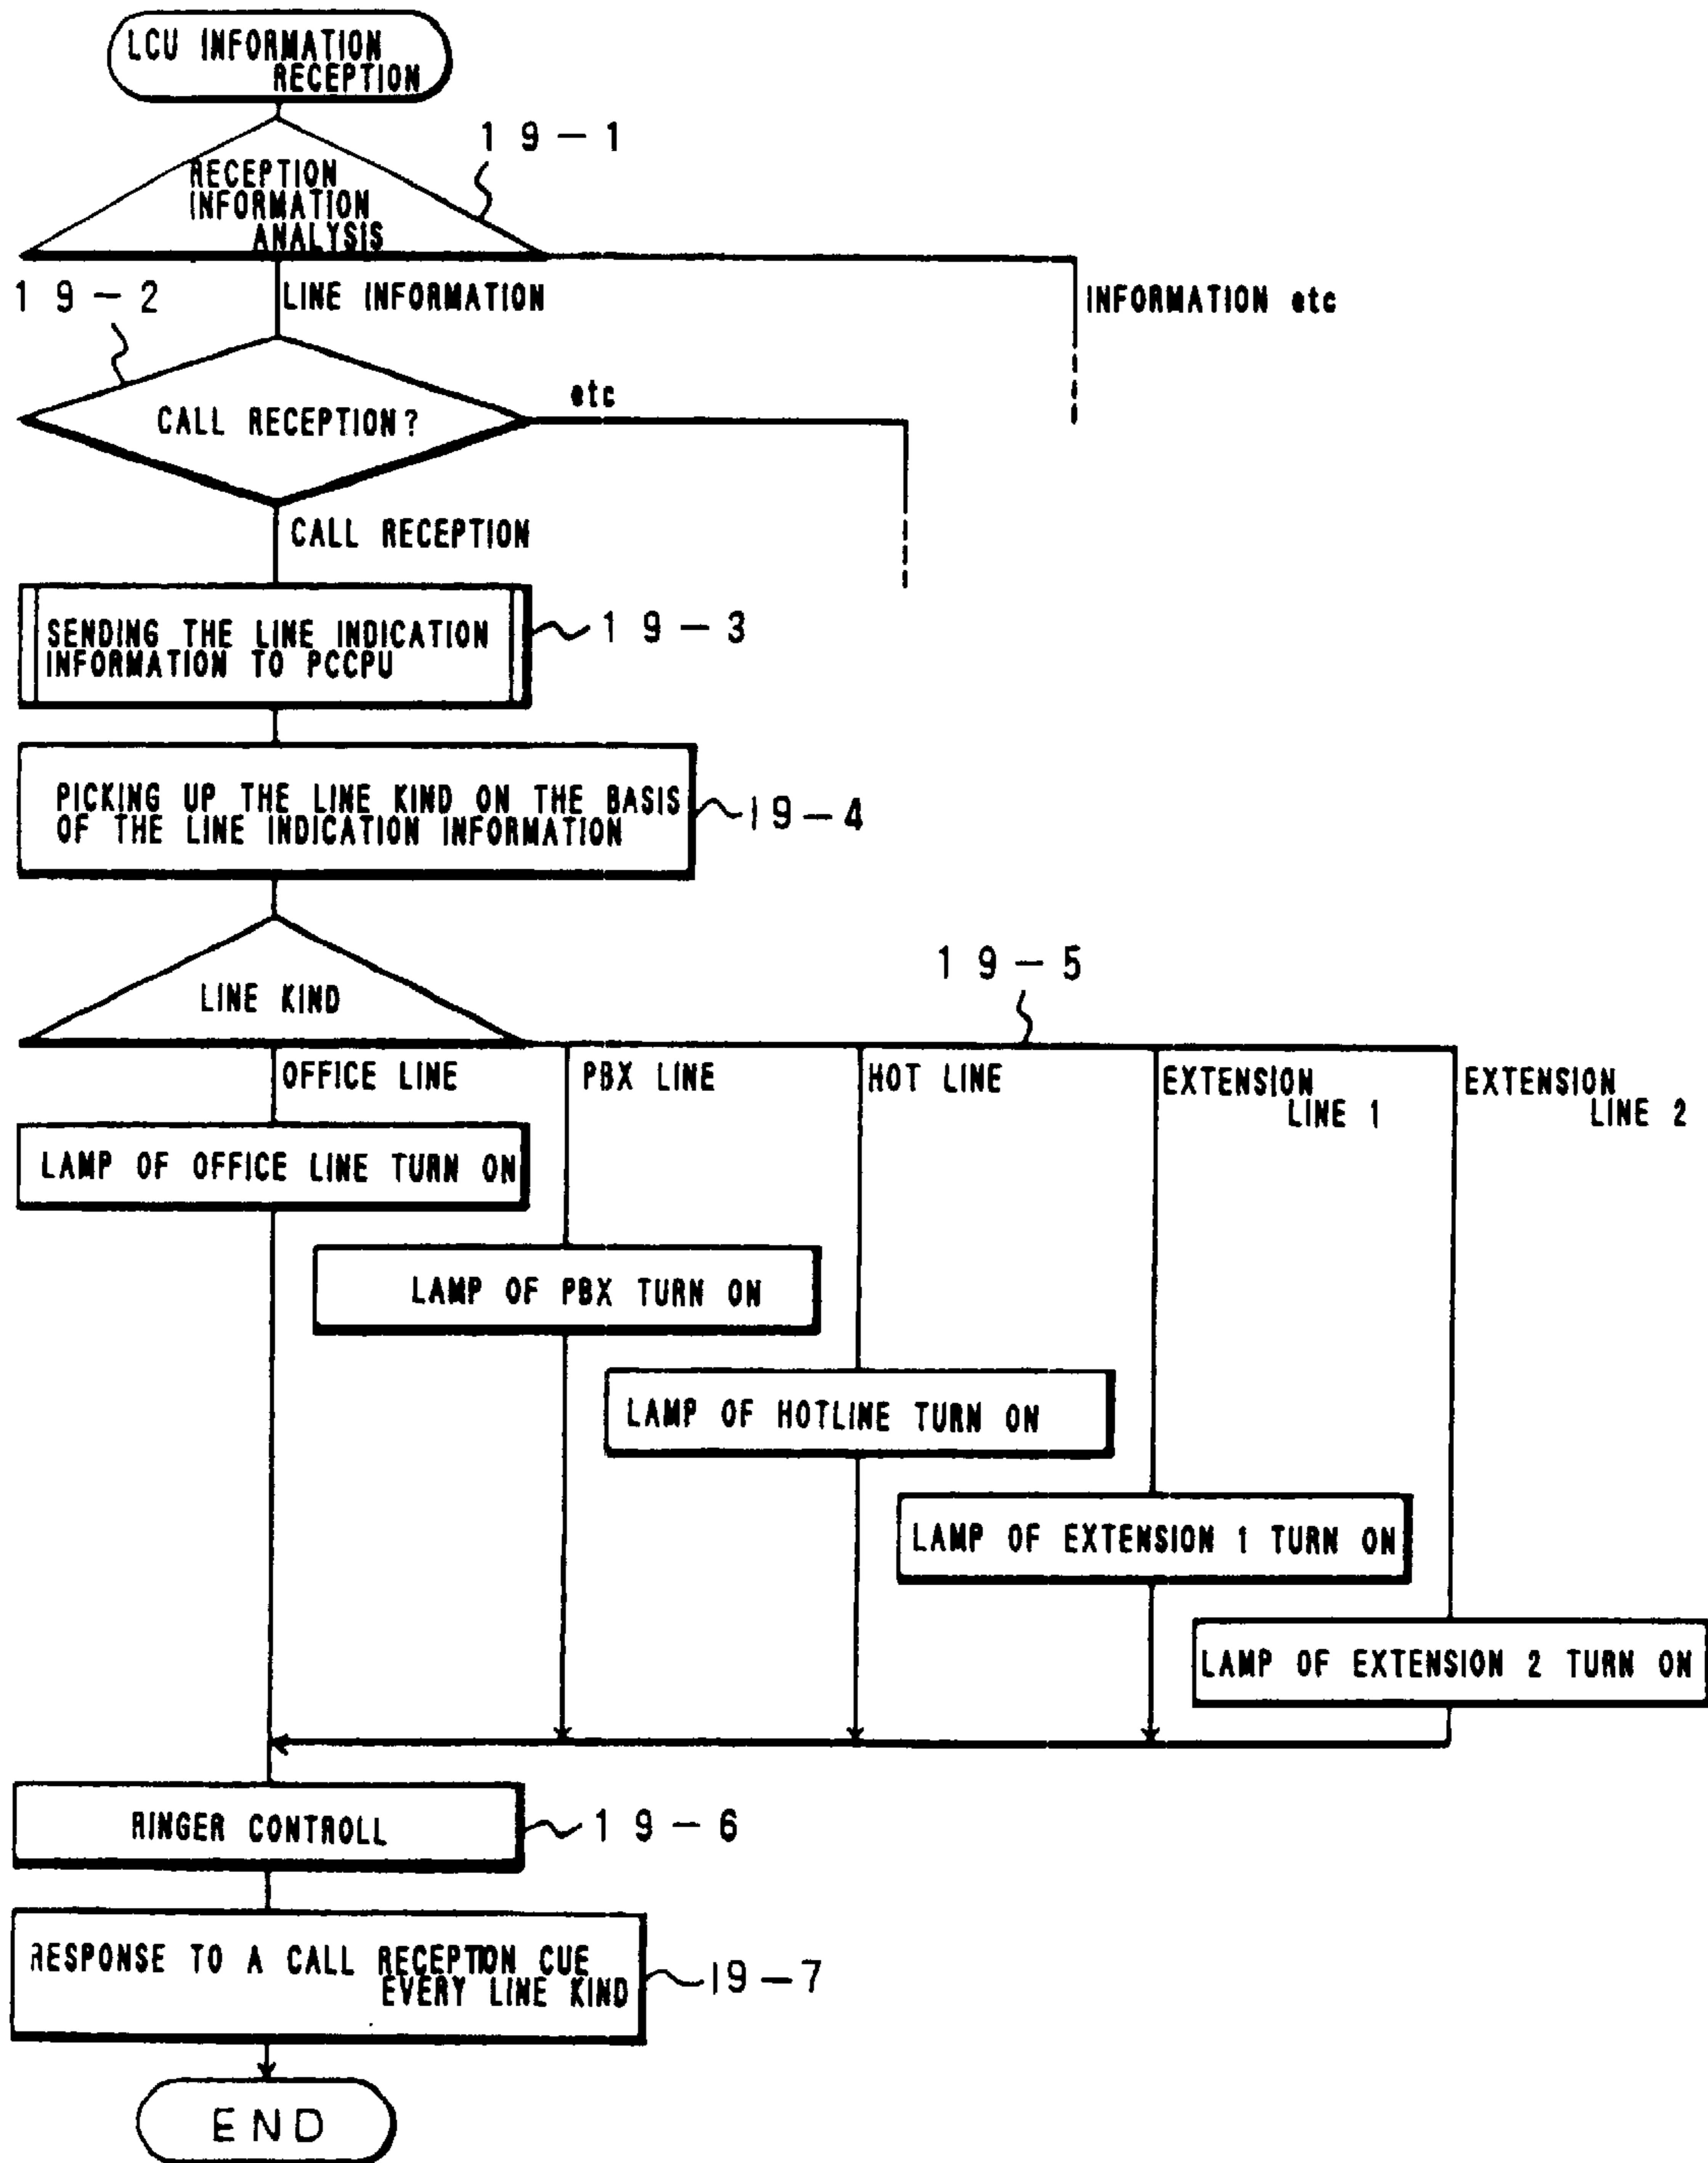 LCU INFORMATION
RECEPTION
19-1
RECEPTION
INFORMATION
ANALYSIS
19-2
LINE INFORMATION
INFORMATION etc
CALL RECEPTION?
etc
CALL RECEPTION
SENDING THE LINE INDICATION
INFORMATION TO PCCPU
19-3
PICKING UP THE LINE KIND ON THE BASIS
OF THE LINE INDICATION INFORMATION
19-4
LINE KIND
19-5
OFFICE LINE
PBX LINE
HOT LINE
EXTENSION
LINE 1
EXTENSION
LINE 2
LAMP OF OFFICE LINE TURN ON
LAMP OF PBX TURN ON
LAMP OF HOTLINE TURN ON
LAMP OF EXTENSION 1 TURN ON
LAMP OF EXTENSION 2 TURN ON
RINGER CONTROLL
19-6
RESPONSE TO A CALL RECEPTION CUE
EVERY LINE KIND
19-7
END